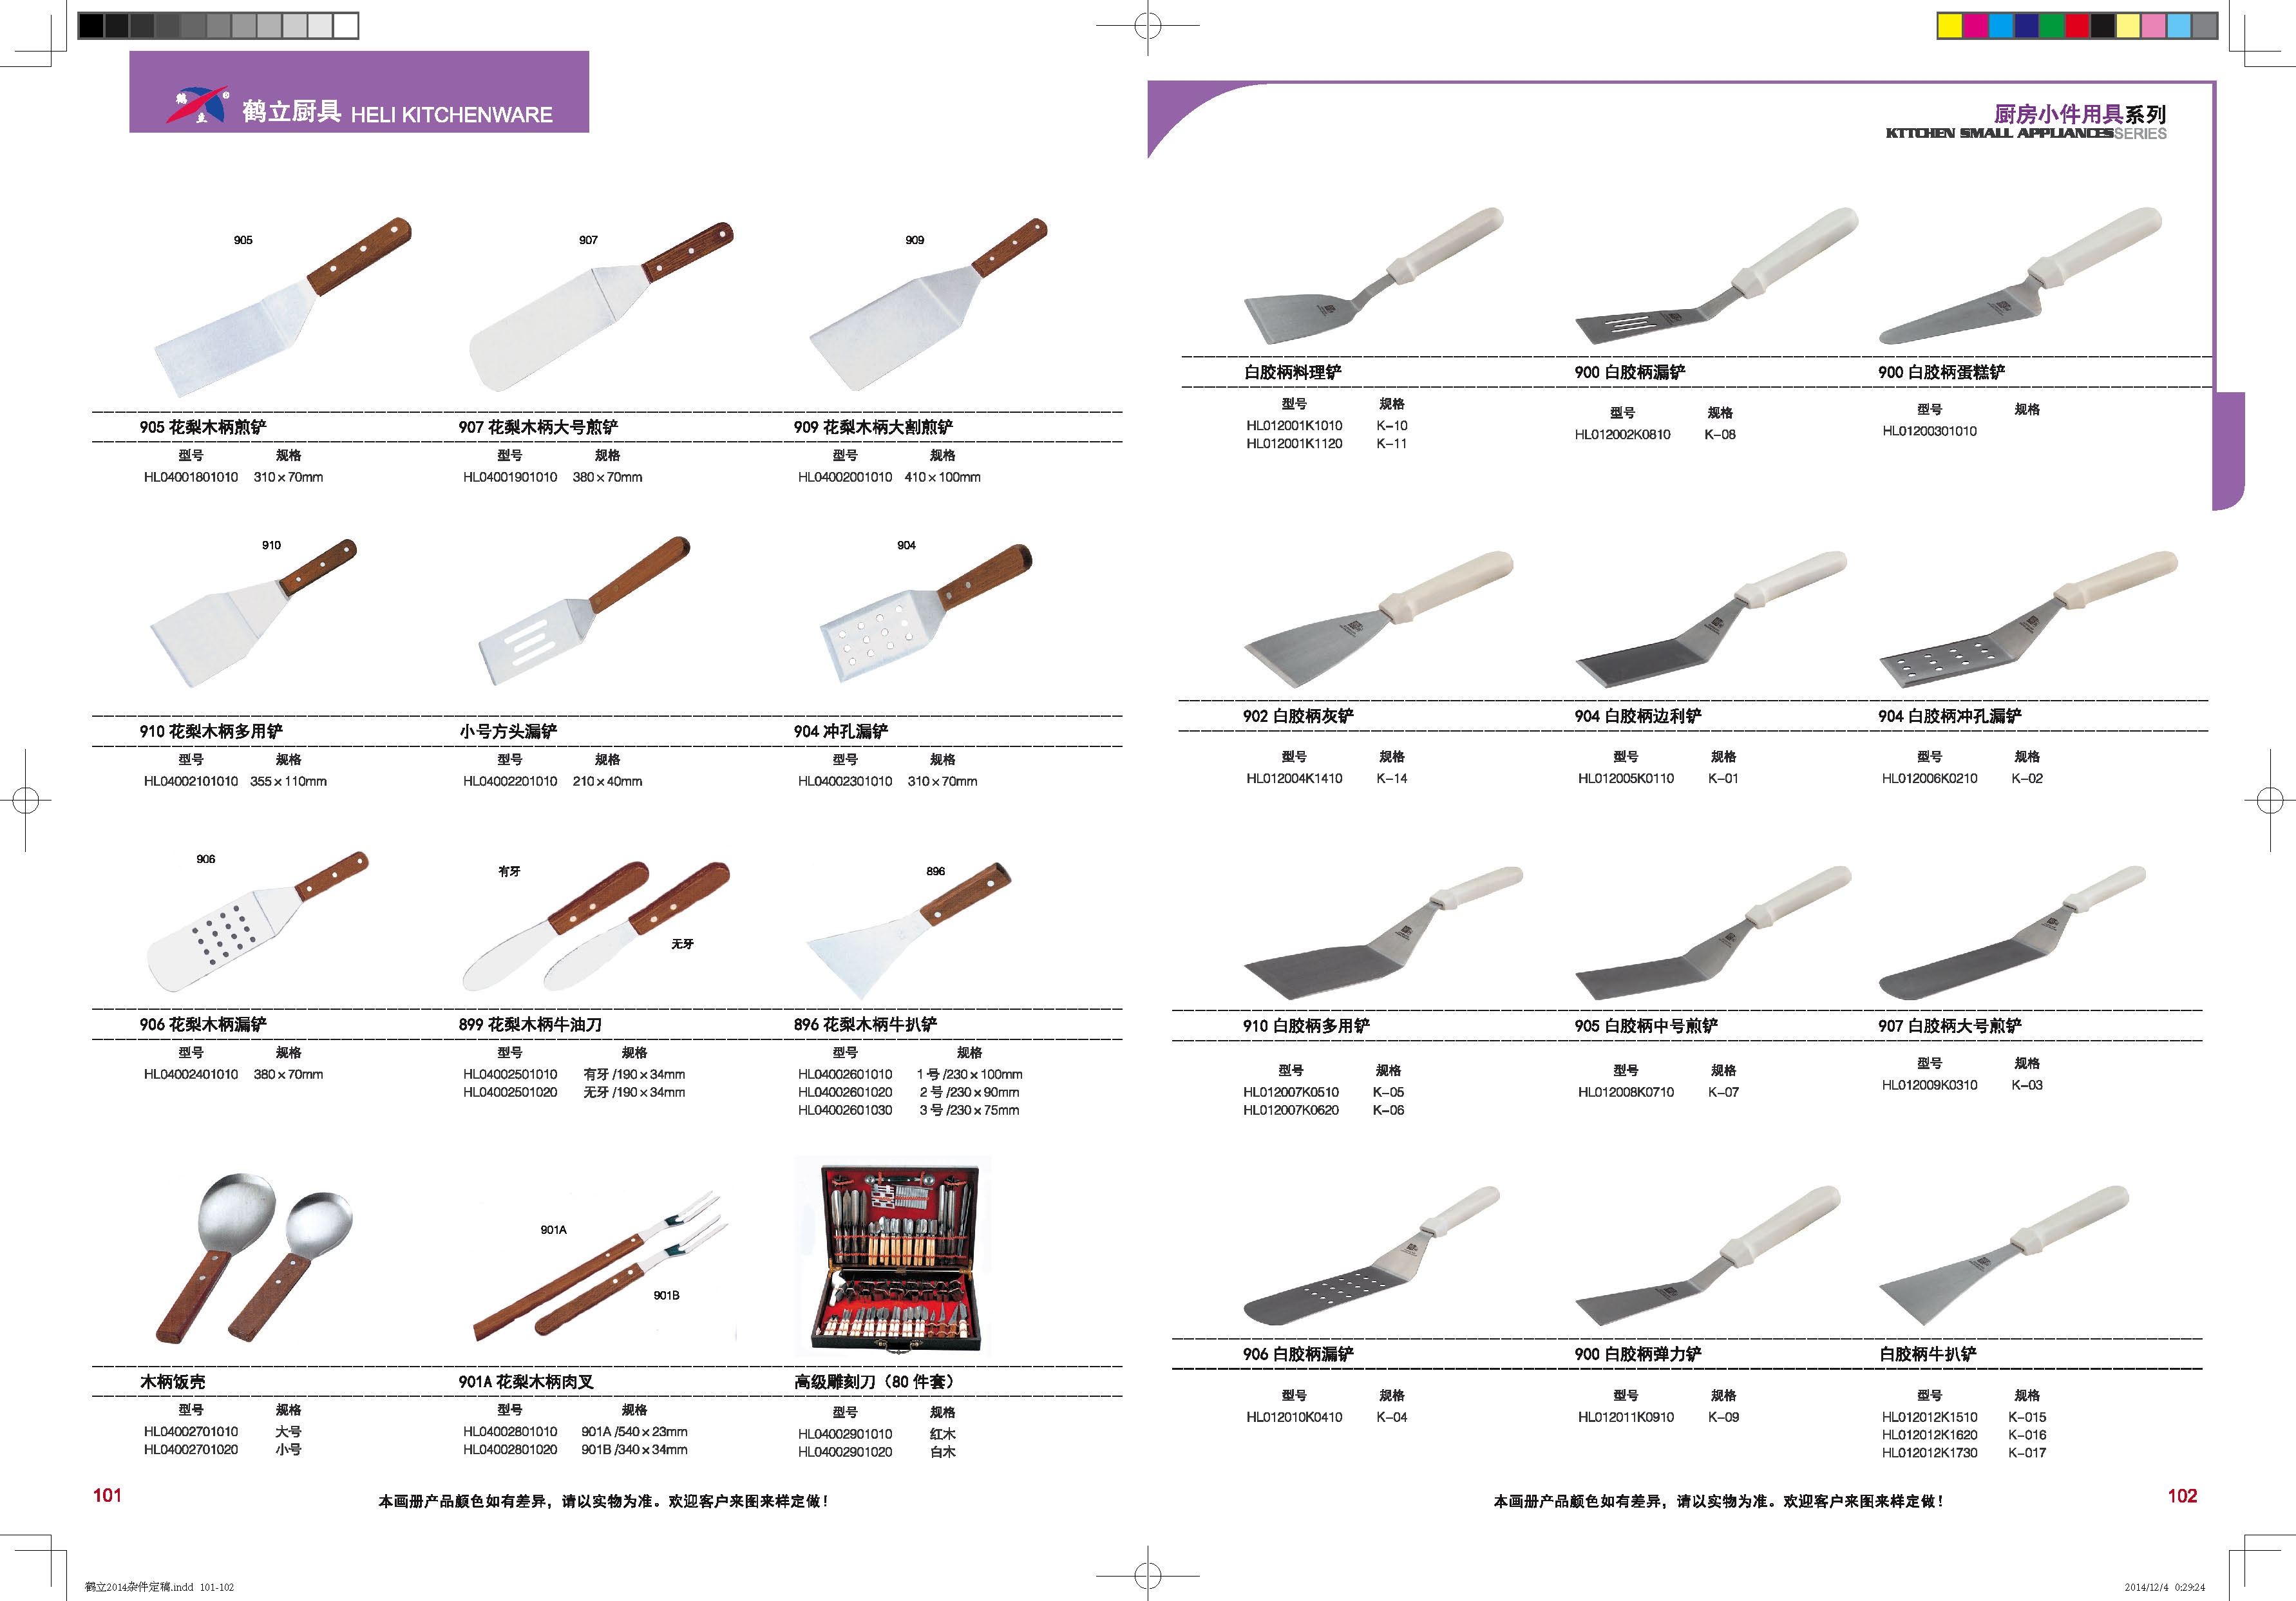 鹤立厨具 HELI KITCHENWARE
905
907
909
905 花梨木柄煎铲
907 花梨木柄大号煎铲
909 花梨木柄大割煎铲
型号 规格
HL04001801010 310×70mm
型号 规格
HL04001901010 380×70mm
型号 规格
HL04002001010 410×100mm
910
904
910 花梨木柄多用铲
小号方头漏铲
904 冲孔漏铲
型号 规格
HL04002101010 355×110mm
型号 规格
HL04002201010 210×40mm
型号 规格
HL04002301010 310×70mm
906
有牙
无牙
896
906 花梨木柄漏铲
899 花梨木柄牛油刀
896 花梨木柄牛扒铲
型号 规格
HL04002401010 380×70mm
型号 规格
HL04002501010 有牙 /190×34mm
HL04002501020 无牙 /190×34mm
型号 规格
HL04002601010 1 号 /230×100mm
HL04002601020 2 号 /230×90mm
HL04002601030 3 号 /230×75mm
901A
901B
木柄饭壳
901A 花梨木柄肉叉
高级雕刻刀（80 件套）
型号 规格
HL04002701010 大号
HL04002701020 小号
型号 规格
HL04002801010 901A /540×23mm
HL04002801020 901B /340×34mm
型号 规格
HL04002901010 红木
HL04002901020 白木
101
本画册产品颜色如有差异，请以实物为准。欢迎客户来图来样定做！
鹤立2014杂件定稿.indd 101-102
厨房小件用具系列
KTTCHEN SMALL APPLIANCESSERIES
白胶柄料理铲
900 白胶柄漏铲
900 白胶柄蛋糕铲
型号 规格
HL012001K1010 K-10
HL012001K1120 K-11
型号 规格
HL012002K0810 K-08
型号 规格
HL01200301010
902 白胶柄灰铲
904 白胶柄边利铲
904 白胶柄冲孔漏铲
型号 规格
HL012004K1410 K-14
型号 规格
HL012005K0110 K-01
型号 规格
HL012006K0210 K-02
910 白胶柄多用铲
905 白胶柄中号煎铲
907 白胶柄大号煎铲
型号 规格
HL012007K0510 K-05
HL012007K0620 K-06
型号 规格
HL012008K0710 K-07
型号 规格
HL012009K0310 K-03
906 白胶柄漏铲
900 白胶柄弹力铲
白胶柄牛扒铲
型号 规格
HL012010K0410 K-04
型号 规格
HL012011K0910 K-09
型号 规格
HL012012K1510 K-015
HL012012K1620 K-016
HL012012K1730 K-017
本画册产品颜色如有差异，请以实物为准。欢迎客户来图来样定做！
102
2014/12/4 0:29:24